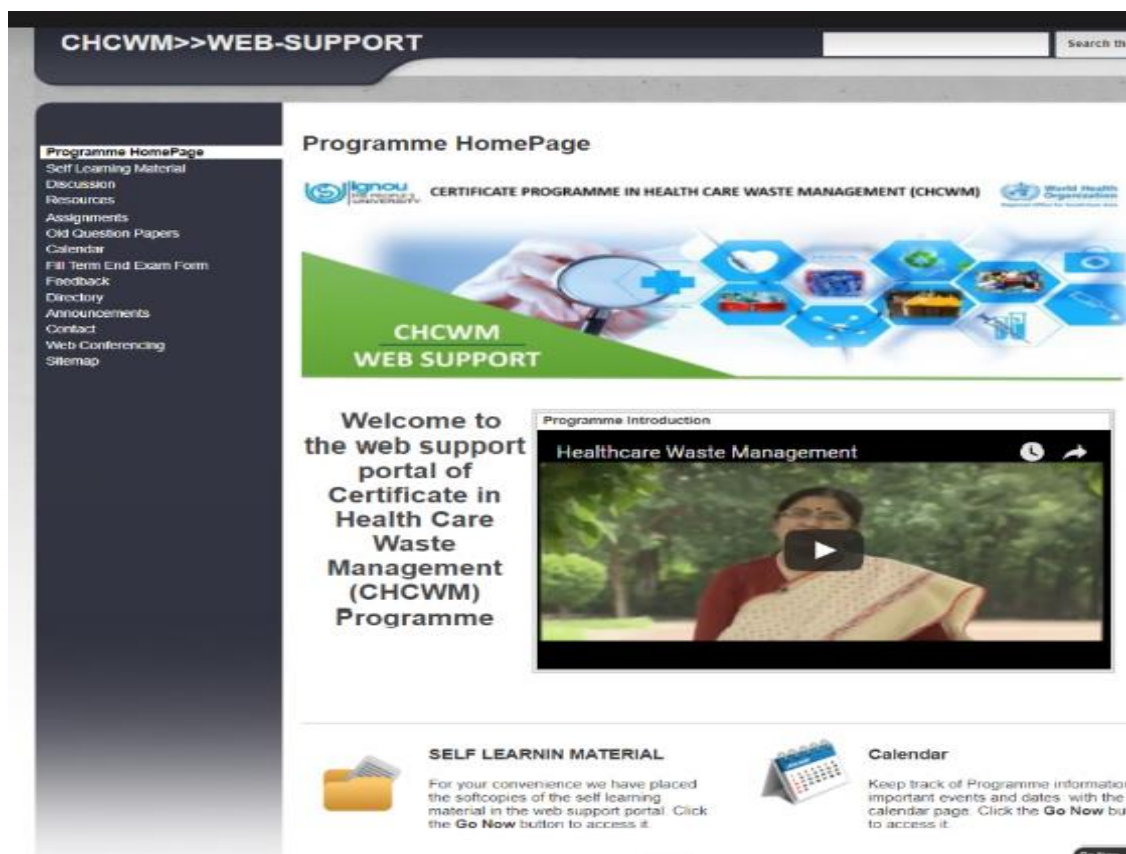 CHCWM>>WEB-SUPPORT
Search th
Programme HomePage
Self Learning Material
Discussion
Resources
Assignments
Old Question Papers
Calendar
Fill Term End Exam Form
Feedback
Directory
Announcements
Contact
Web Conferencing
Sitemap
Programme HomePage
ignou
THE PEOPLE'S
UNIVERSITY
CERTIFICATE PROGRAMME IN HEALTH CARE WASTE MANAGEMENT (CHCWM)
World Health
Organization
CHCWM
WEB SUPPORT
Welcome to
the web support
portal of
Certificate in
Health Care
Waste
Management
(CHCWM)
Programme
Programme Introduction
Healthcare Waste Management
SELF LEARNIN MATERIAL
For your convenience we have placed
the softcopies of the self learning
material in the web support portal. Click
the Go Now button to access it.
Calendar
Keep track of Programme information
important events and dates with the
calendar page. Click the Go Now bu
to access it.